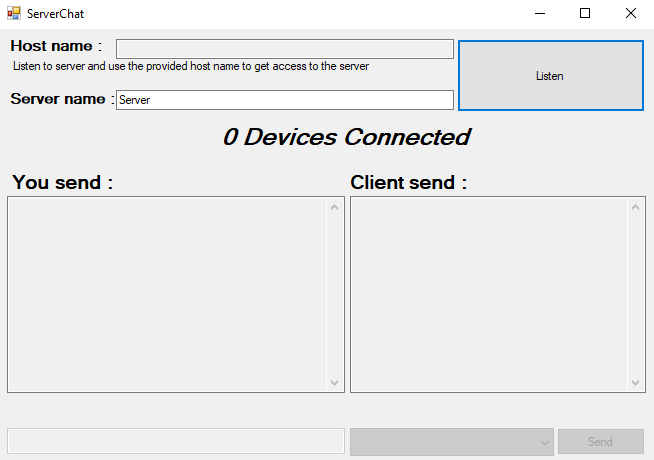 ServerChat
Host name :
Listen to server and use the provided host name to get access to the server
Listen
Server name : Server
0 Devices Connected
You send :
Client send :
Send